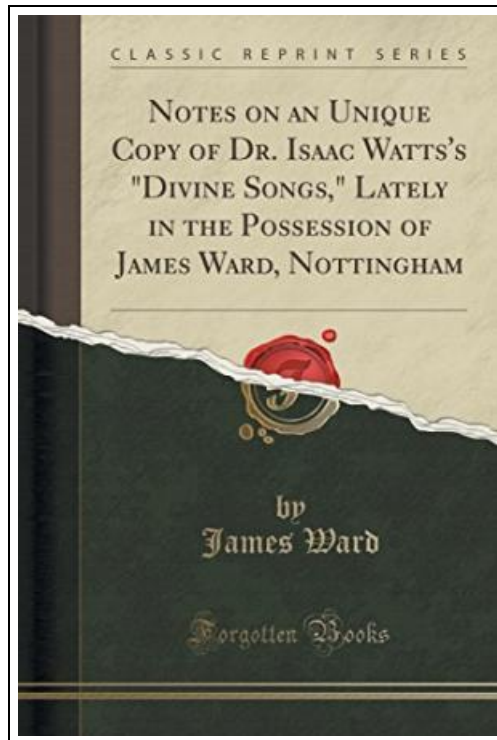 CLASSIC REPRINT SERIES
NOTES ON AN UNIQUE
COPY OF DR. ISAAC WATTS'S
"DIVINE SONGS," LATELY
IN THE POSSESSION OF
JAMES WARD, NOTTINGHAM
by
James Ward
Forgotten Books